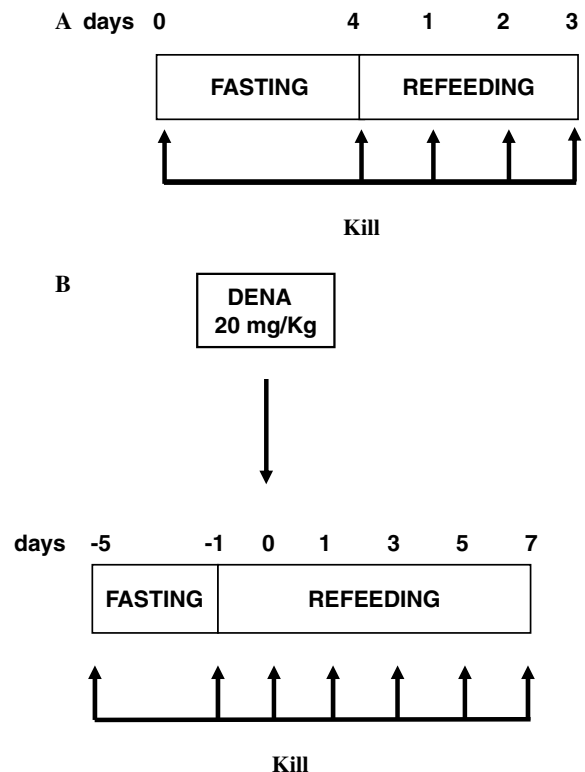 A days 0 4 1 2 3
FASTING REFEEDING
Kill
B
DENA
20 mg/Kg
days -5 -1 0 1 3 5 7
FASTING REFEEDING
Kill